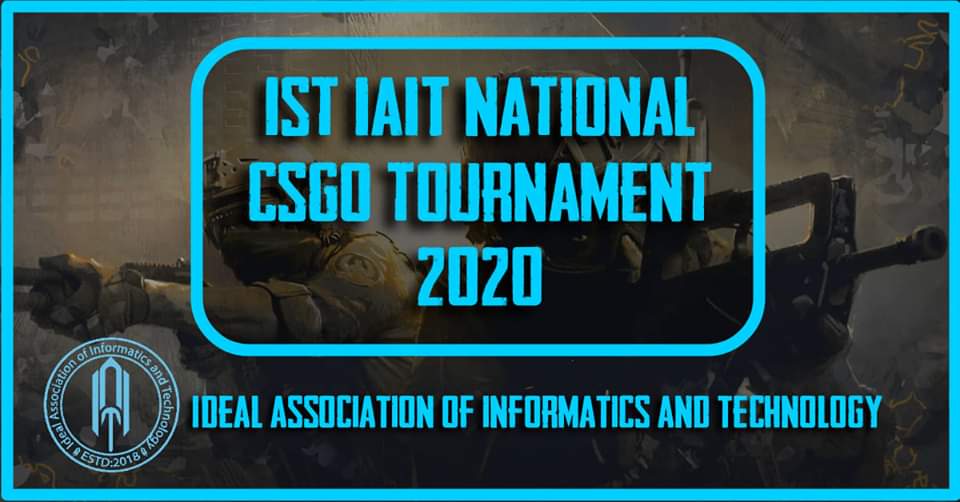 1ST IAIT NATIONAL
CSGO TOURNAMENT
2020
Ideal Association of Informatics and Technology
ESTD:2018
IDEAL ASSOCIATION OF INFORMATICS AND TECHNOLOGY